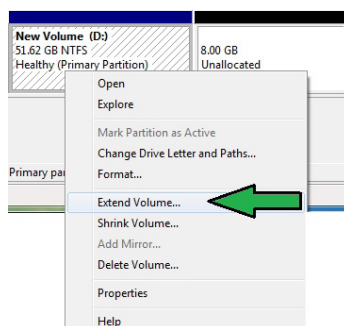 New Volume (D:)
51.62 GB NTFS
Healthy (Primary Partition)
8.00 GB
Unallocated
Open
Explore
Mark Partition as Active
Change Drive Letter and Paths...
Format...
Primary par
Extend Volume...
Shrink Volume...
Add Mirror...
Delete Volume...
Properties
Help